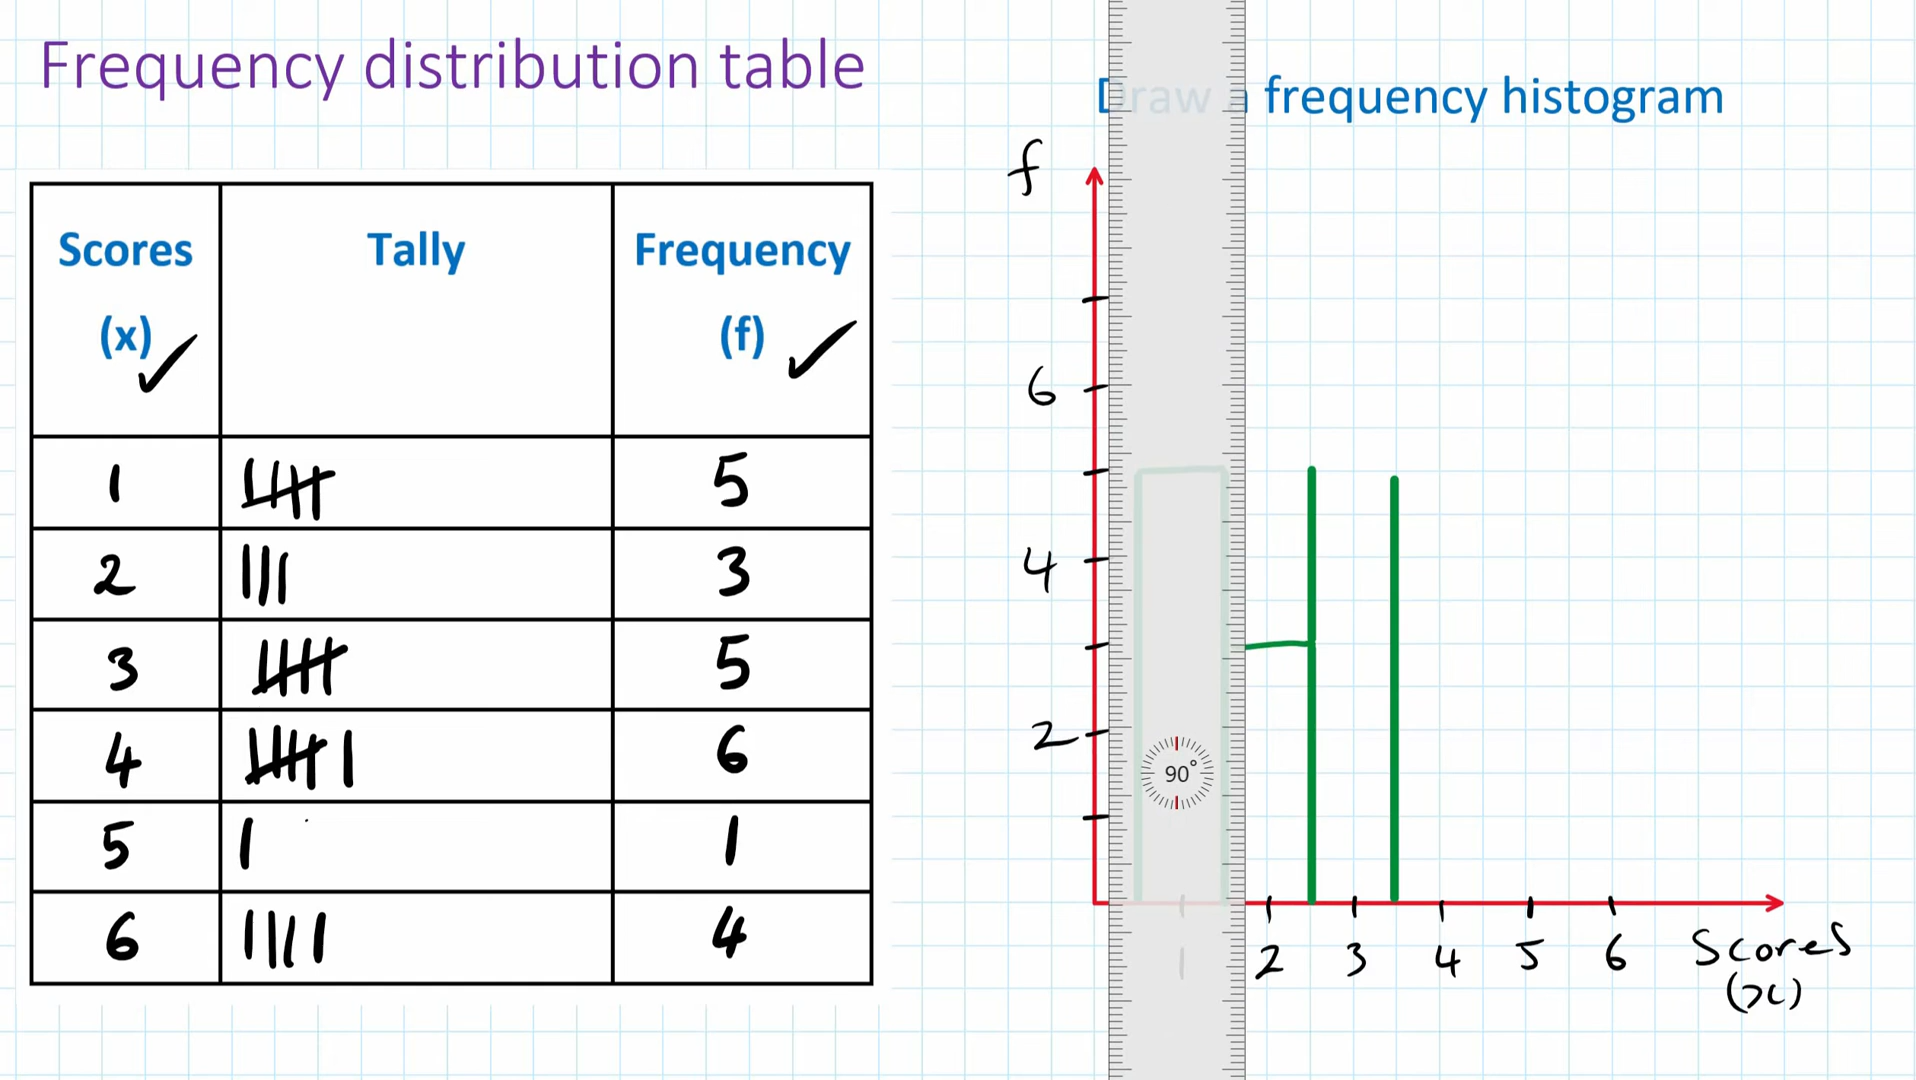 Frequency distribution table
Draw a frequency histogram
Scores (x)
Tally
Frequency (f)
1 5
2 3
3 5
4 6
5 1
6 4
f
6
4
2
90°
1 2 3 4 5 6
Scores
(x)